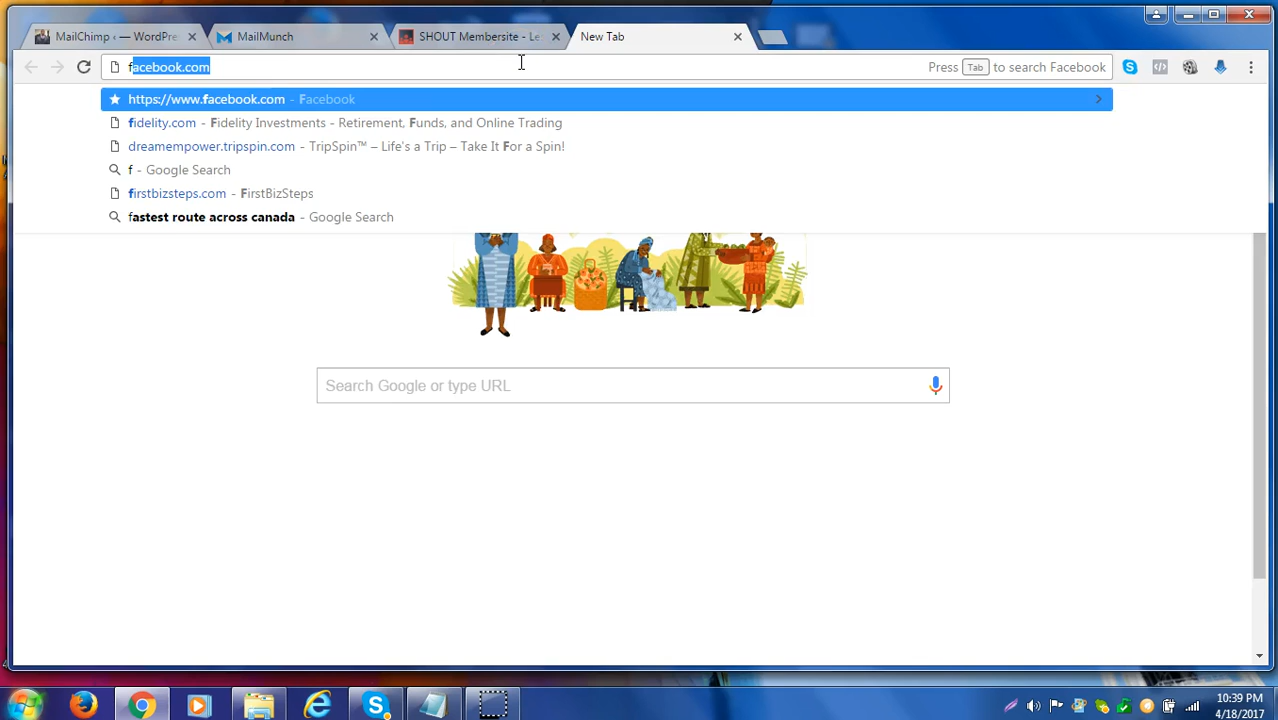 MailChimp ‹ — WordPre
MailMunch
SHOUT Membersite - Le
New Tab
facebook.com
Press Tab to search Facebook
https://www.facebook.com - Facebook
fidelity.com - Fidelity Investments - Retirement, Funds, and Online Trading
dreamempower.tripspin.com - TripSpin™ – Life's a Trip – Take It For a Spin!
f - Google Search
firstbizsteps.com - FirstBizSteps
fastest route across canada - Google Search
Search Google or type URL
10:39 PM
4/18/2017